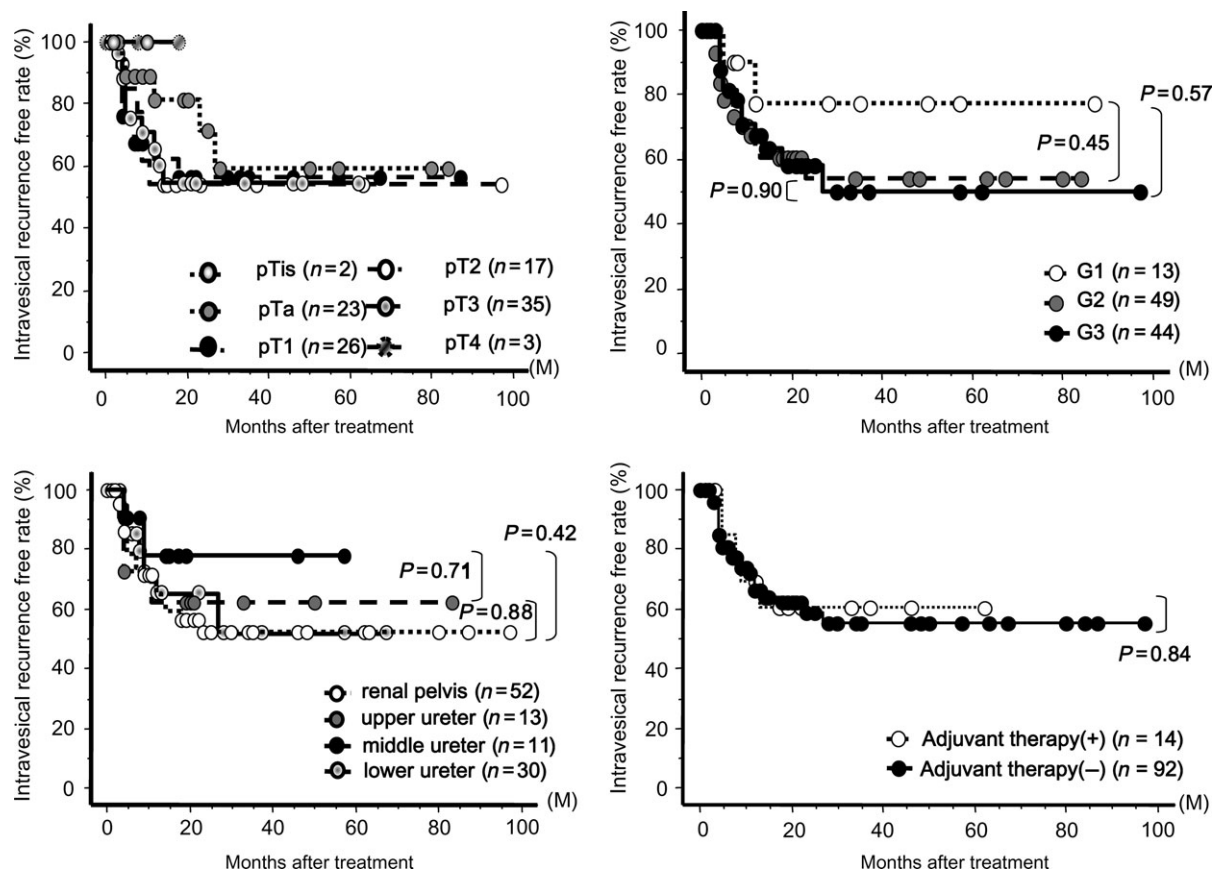 Intravesical recurrence free rate (%)
100
80
60
40
20
0
pTis (n=2) pT2 (n=17)
pTa (n=23) pT3 (n=35)
pT1 (n=26) pT4 (n=3)
(M)
0 20 40 60 80 100
Months after treatment
Intravesical recurrence free rate (%)
100
80
60
40
20
0
P=0.57
P=0.45
P=0.90
G1 (n=13)
G2 (n=49)
G3 (n=44)
(M)
0 20 40 60 80 100
Months after treatment
Intravesical recurrence free rate (%)
100
80
60
40
20
0
P=0.42
P=0.71
P=0.88
renal pelvis (n=52)
upper ureter (n=13)
middle ureter (n=11)
lower ureter (n=30)
(M)
0 20 40 60 80 100
Months after treatment
Intravesical recurrence free rate (%)
100
80
60
40
20
0
P=0.84
Adjuvant therapy(+) (n = 14)
Adjuvant therapy(–) (n = 92)
(M)
0 20 40 60 80 100
Months after treatment